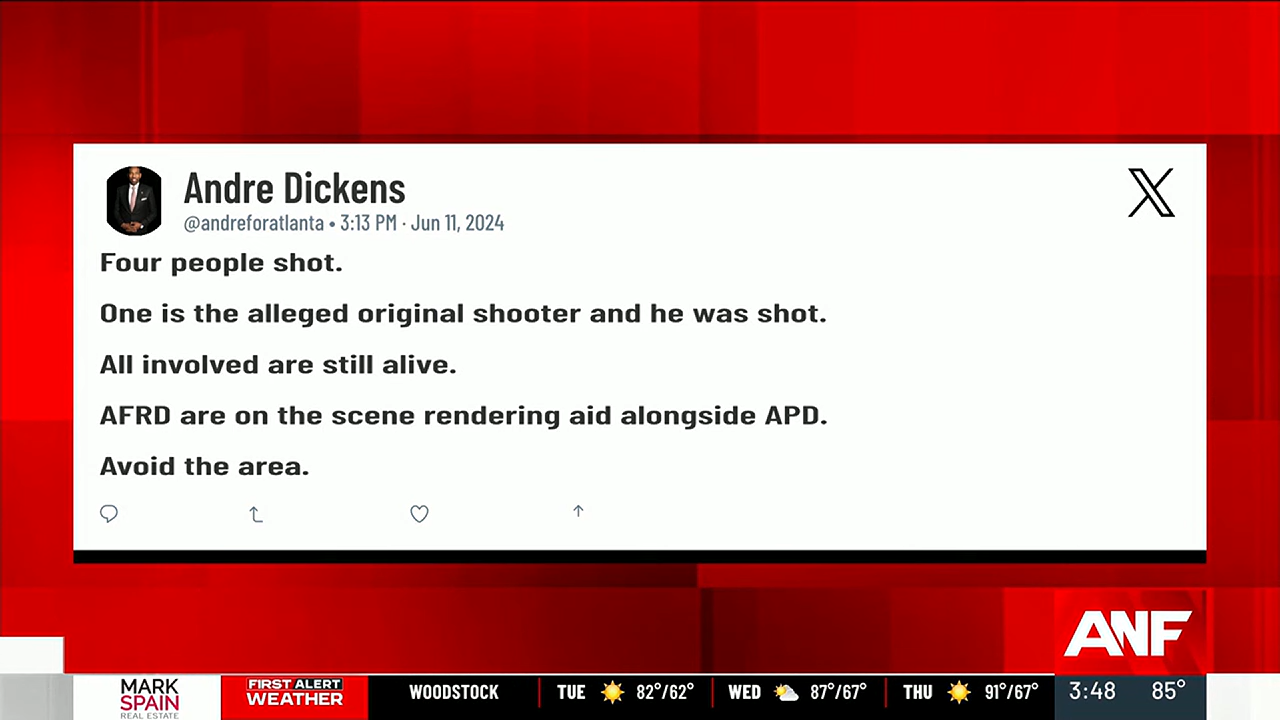 Andre Dickens
@andreforatlanta • 3:13 PM · Jun 11, 2024
Four people shot.
One is the alleged original shooter and he was shot.
All involved are still alive.
AFRD are on the scene rendering aid alongside APD.
Avoid the area.
ANF
MARK
SPAIN
REAL ESTATE
FIRST ALERT
WEATHER
WOODSTOCK
TUE 82°/62°
WED 87°/67°
THU 91°/67°
3:48 85°